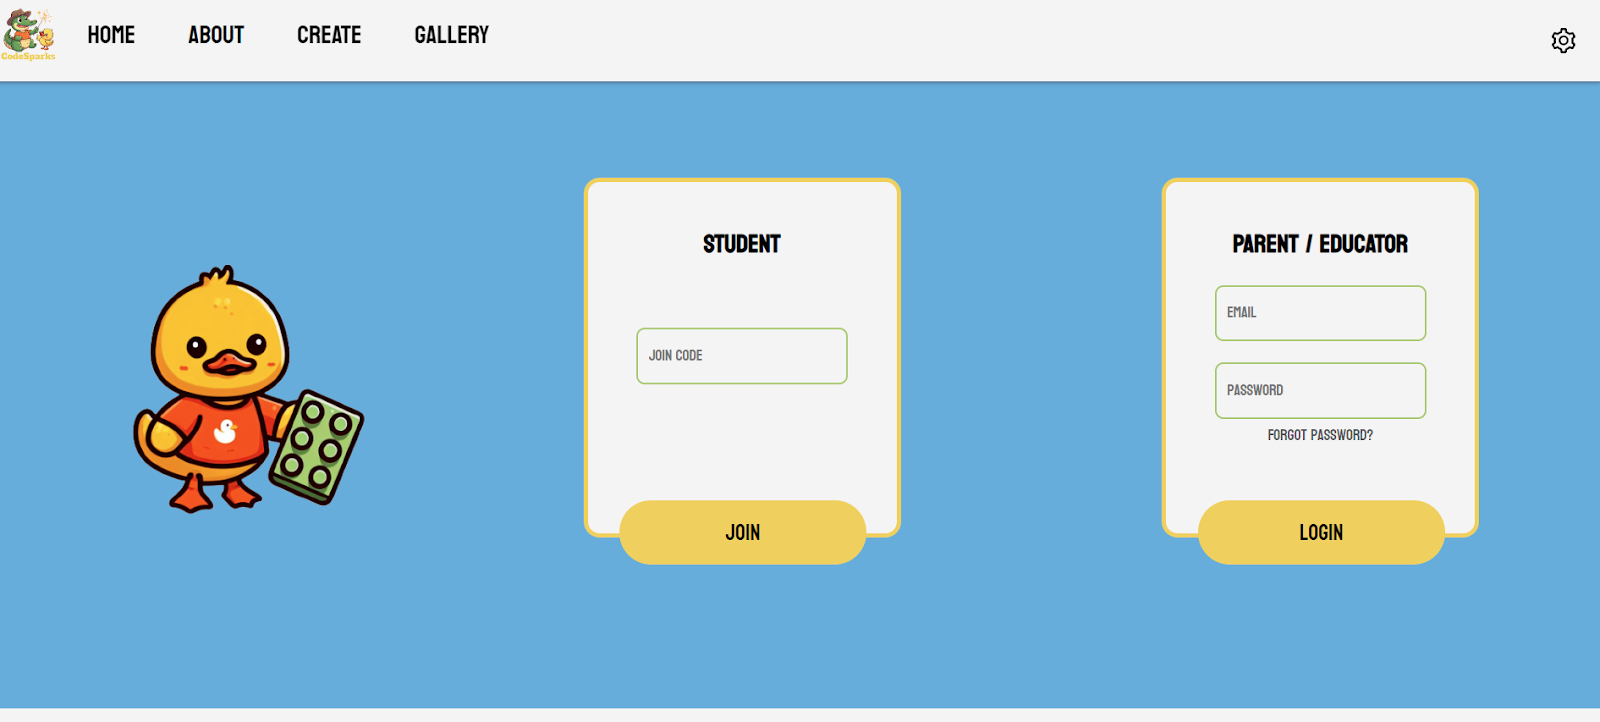 CodeSparks
HOME
ABOUT
CREATE
GALLERY
STUDENT
JOIN CODE
JOIN
PARENT / EDUCATOR
EMAIL
PASSWORD
FORGOT PASSWORD?
LOGIN